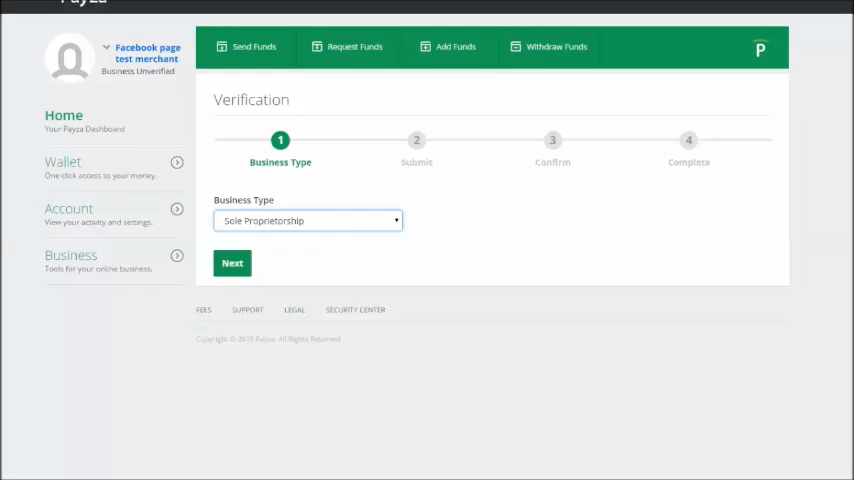 Payza
Facebook page
test merchant
Business Unverified
Home
Your Payza Dashboard
Wallet
One click access to your money.
Account
View your activity and settings.
Business
Tools for your online business.
Send Funds
Request Funds
Add Funds
Withdraw Funds
P
Verification
1
2
3
4
Business Type
Submit
Confirm
Complete
Business Type
Sole Proprietorship
Next
FEES
SUPPORT
LEGAL
SECURITY CENTER
Copyright © 2015 Payza. All Rights Reserved.